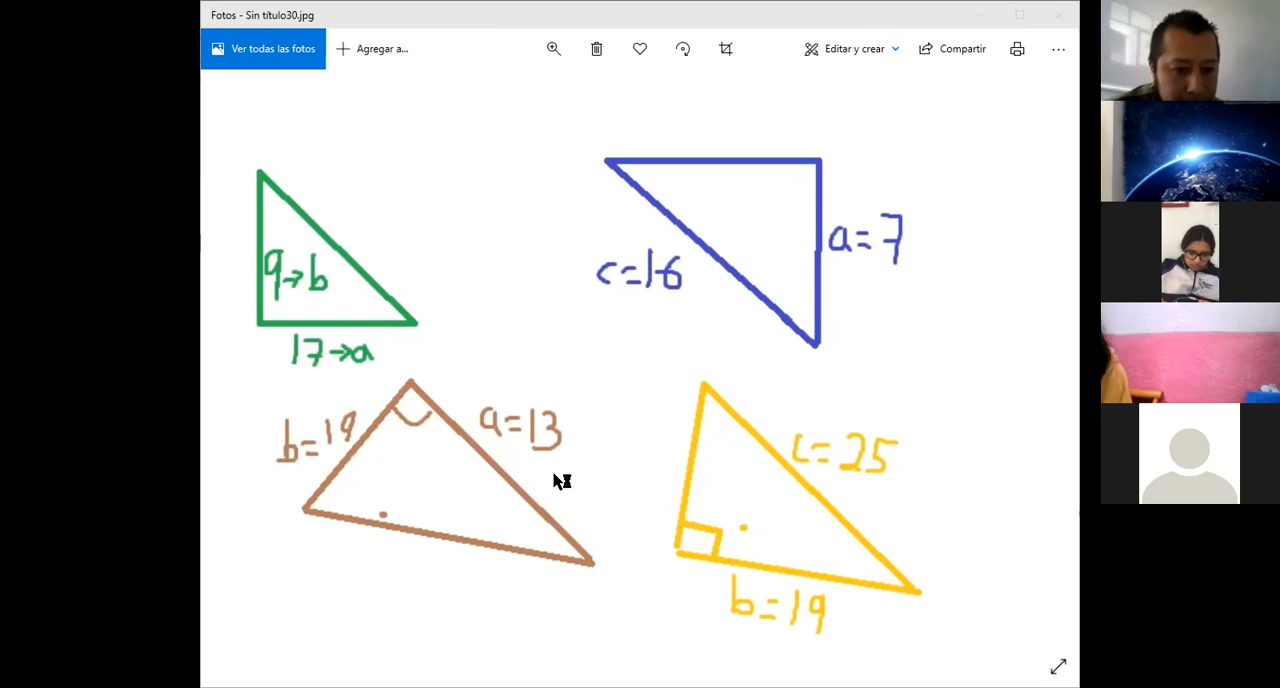 Fotos - Sin título30.jpg
Ver todas las fotos
Agregar a...
Editar y crear
Compartir
9→b
17→a
c=16
a=7
b=19
a=13
c=25
b=19